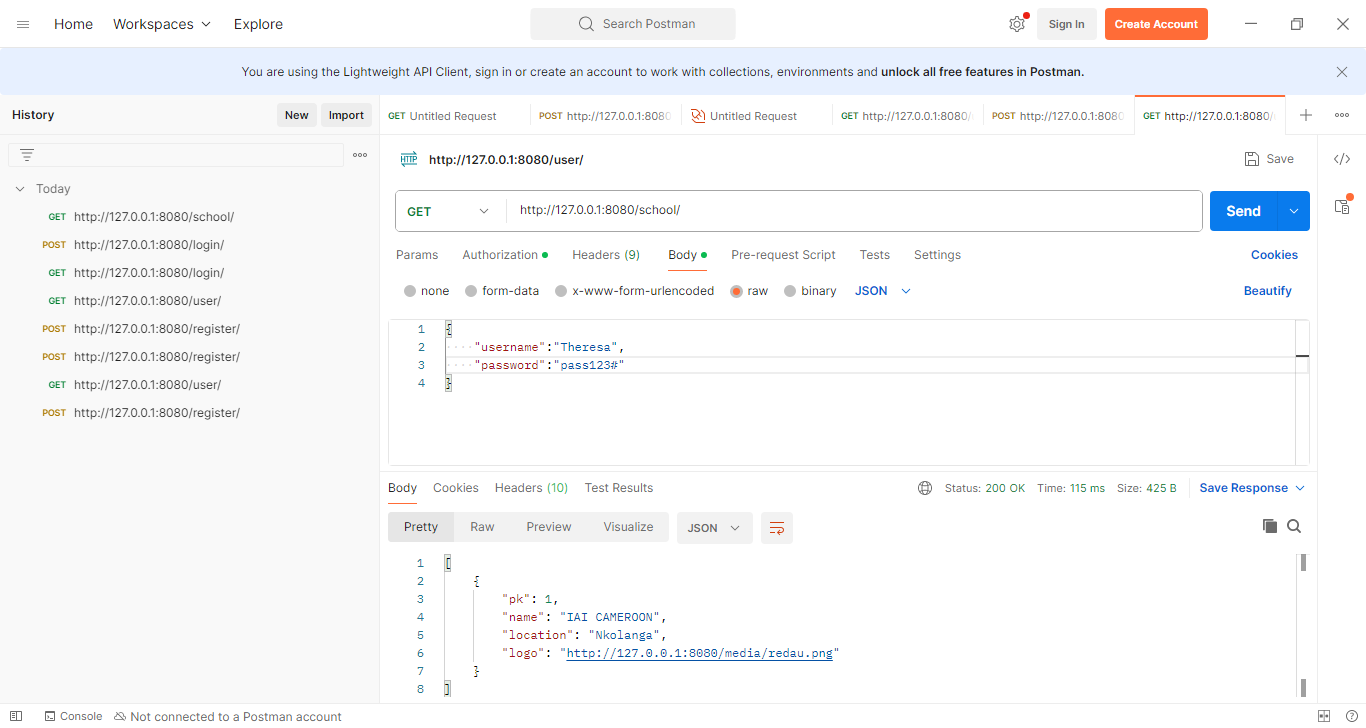 Home Workspaces Explore Search Postman Sign In Create Account
You are using the Lightweight API Client, sign in or create an account to work with collections, environments and unlock all free features in Postman.
History New Import
GET Untitled Request POST http://127.0.0.1:8080 Untitled Request GET http://127.0.0.1:8080/ POST http://127.0.0.1:8080 GET http://127.0.0.1:8080/
Today
GET http://127.0.0.1:8080/school/
POST http://127.0.0.1:8080/login/
GET http://127.0.0.1:8080/login/
GET http://127.0.0.1:8080/user/
POST http://127.0.0.1:8080/register/
POST http://127.0.0.1:8080/register/
GET http://127.0.0.1:8080/user/
POST http://127.0.0.1:8080/register/
HTTP http://127.0.0.1:8080/user/ Save
GET http://127.0.0.1:8080/school/ Send
Params Authorization Headers (9) Body Pre-request Script Tests Settings Cookies
none form-data x-www-form-urlencoded raw binary JSON Beautify
1 {
2 "username":"Theresa",
3 "password":"pass123#"
4 }
Body Cookies Headers (10) Test Results Status: 200 OK Time: 115 ms Size: 425 B Save Response
Pretty Raw Preview Visualize JSON
1 [
2 {
3 "pk": 1,
4 "name": "IAI CAMEROON",
5 "location": "Nkolanga",
6 "logo": "http://127.0.0.1:8080/media/redau.png"
7 }
8 ]
Console Not connected to a Postman account